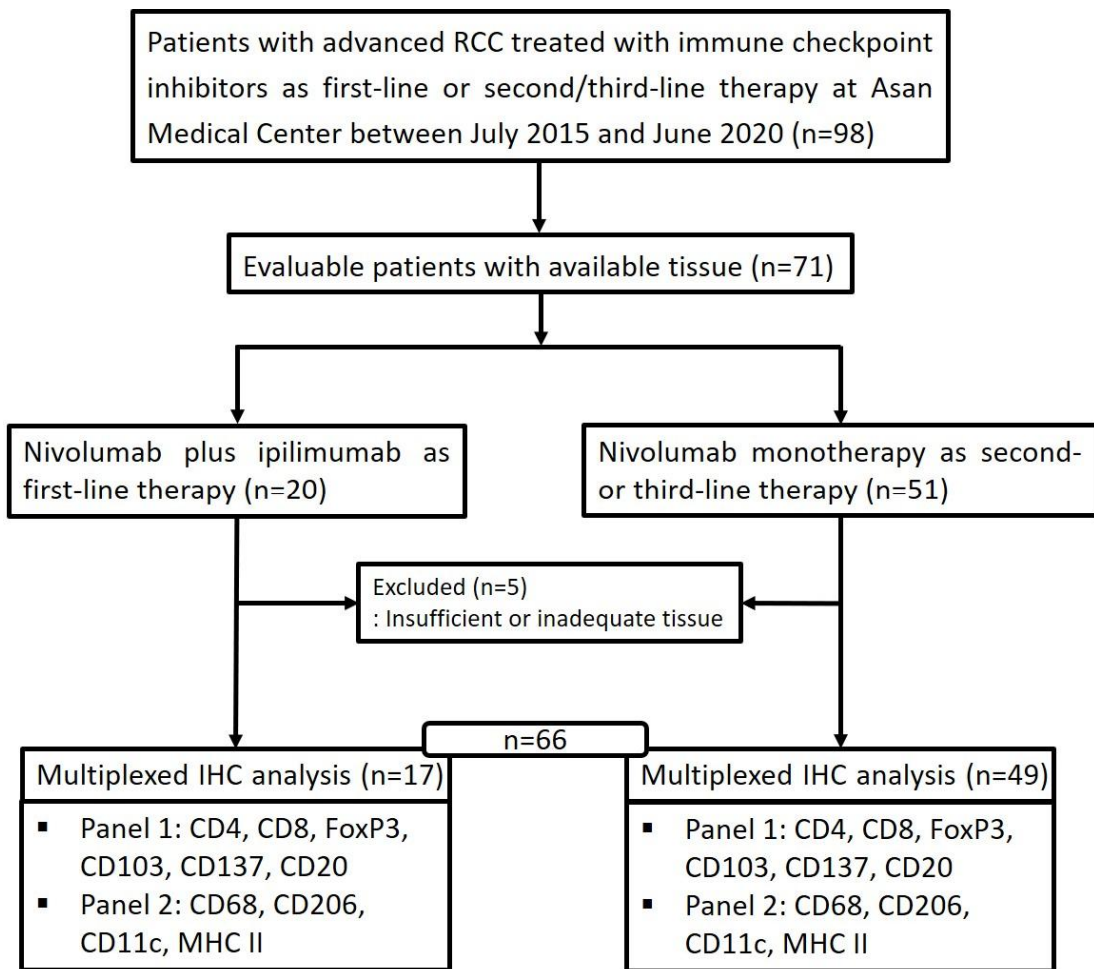 Patients with advanced RCC treated with immune checkpoint
inhibitors as first-line or second/third-line therapy at Asan
Medical Center between July 2015 and June 2020 (n=98)
Evaluable patients with available tissue (n=71)
Nivolumab plus ipilimumab as
first-line therapy (n=20)
Nivolumab monotherapy as second-
or third-line therapy (n=51)
Excluded (n=5)
: Insufficient or inadequate tissue
n=66
Multiplexed IHC analysis (n=17)
▪ Panel 1: CD4, CD8, FoxP3,
CD103, CD137, CD20
▪ Panel 2: CD68, CD206,
CD11c, MHC II
Multiplexed IHC analysis (n=49)
▪ Panel 1: CD4, CD8, FoxP3,
CD103, CD137, CD20
▪ Panel 2: CD68, CD206,
CD11c, MHC II